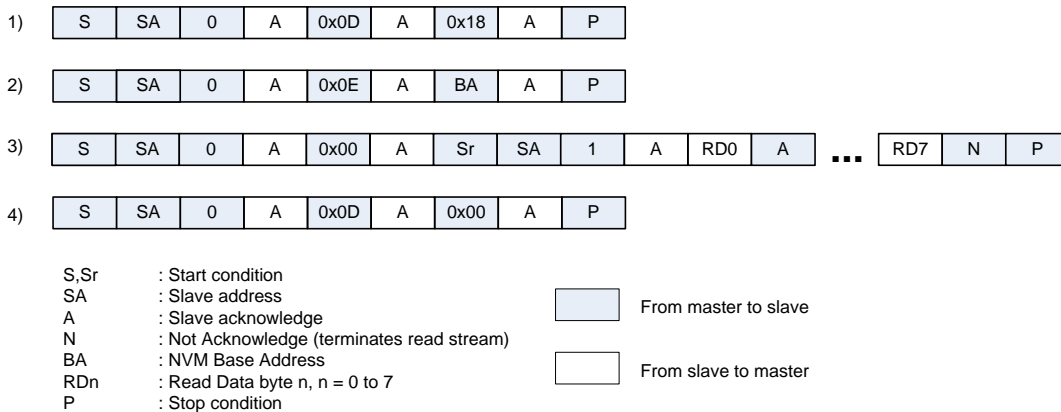 1) S SA 0 A 0x0D A 0x18 A P
2) S SA 0 A 0x0E A BA A P
3) S SA 0 A 0x00 A Sr SA 1 A RD0 A ... RD7 N P
4) S SA 0 A 0x0D A 0x00 A P
S,Sr : Start condition
SA : Slave address
A : Slave acknowledge
N : Not Acknowledge (terminates read stream)
BA : NVM Base Address
RDn : Read Data byte n, n = 0 to 7
P : Stop condition
From master to slave
From slave to master